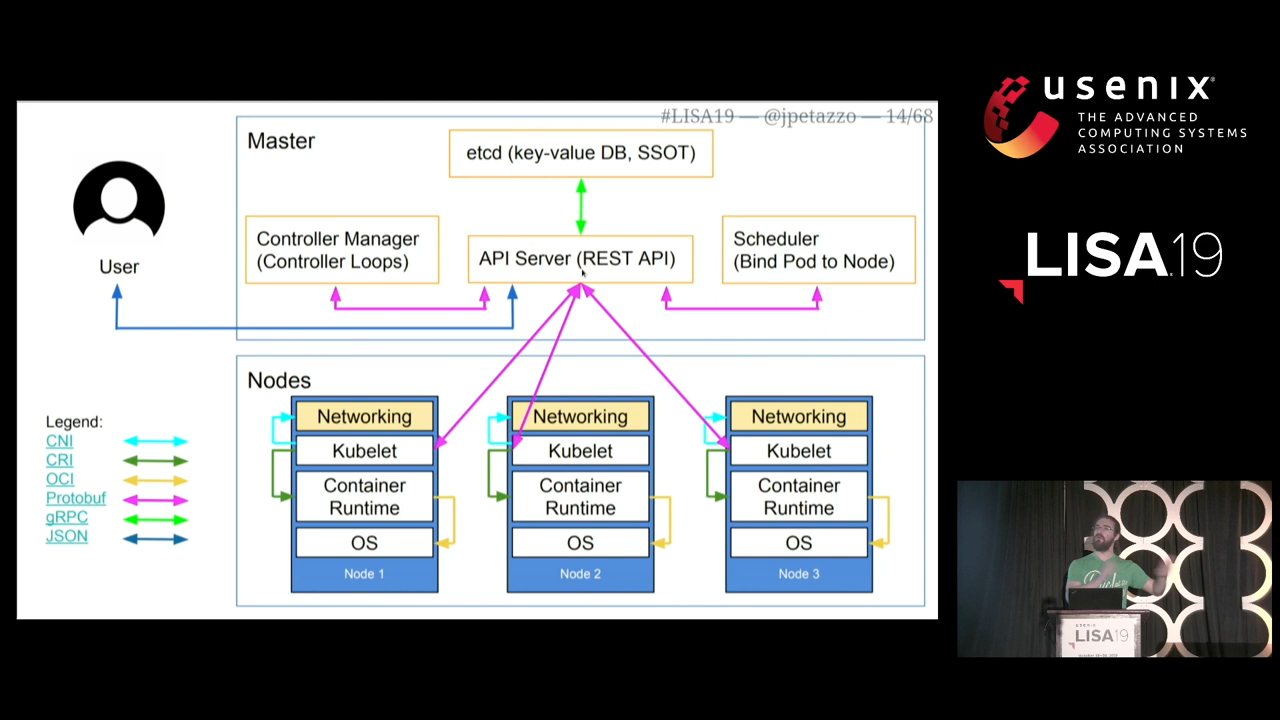 #LISA19 — @jpetazzo — 14/68
Master
etcd (key-value DB, SSOT)
Controller Manager
(Controller Loops)
API Server (REST API)
Scheduler
(Bind Pod to Node)
User
Nodes
Legend:
CNI
CRI
OCI
Protobuf
gRPC
JSON
Networking
Kubelet
Container
Runtime
OS
Node 1
Networking
Kubelet
Container
Runtime
OS
Node 2
Networking
Kubelet
Container
Runtime
OS
Node 3
usenix
THE ADVANCED
COMPUTING SYSTEMS
ASSOCIATION
LISA19
usenix
LISA19